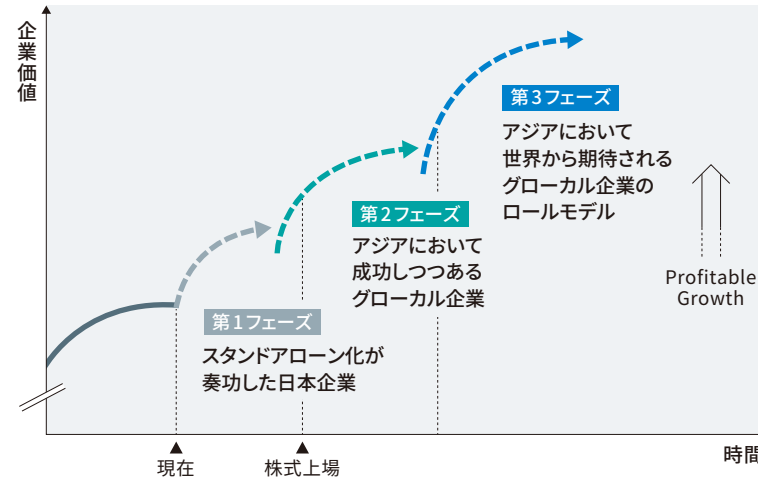 企業価値
第3フェーズ
アジアにおいて
世界から期待される
グローカル企業の
ロールモデル
第2フェーズ
アジアにおいて
成功しつつある
グローカル企業
Profitable
Growth
第1フェーズ
スタンドアローン化が
奏功した日本企業
時間
現在
株式上場